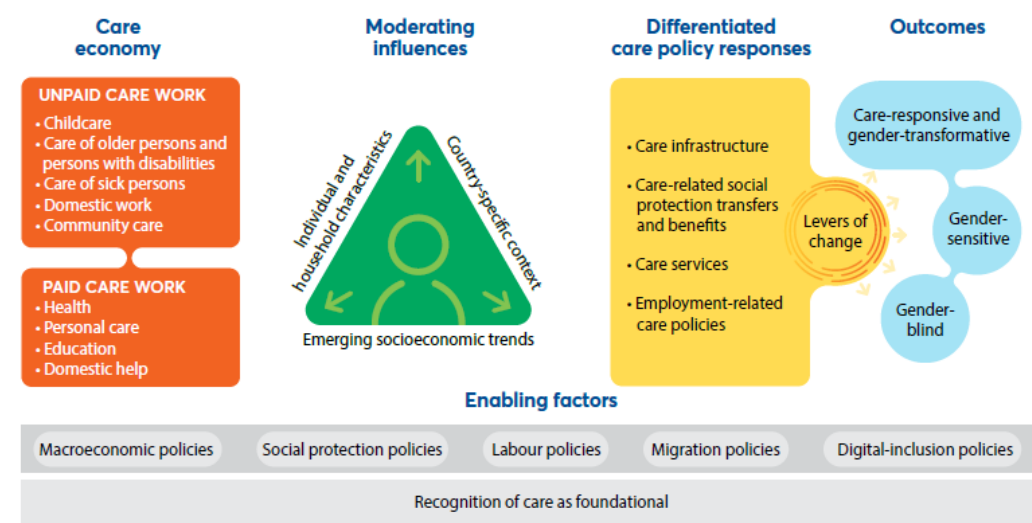 Care
economy
Moderating
influences
Differentiated
care policy responses
Outcomes
UNPAID CARE WORK
• Childcare
• Care of older persons and
persons with disabilities
• Care of sick persons
• Domestic work
• Community care
PAID CARE WORK
• Health
• Personal care
• Education
• Domestic help
Individual and
household characteristics
Country-specific context
Emerging socioeconomic trends
• Care infrastructure
• Care-related social
protection transfers
and benefits
• Care services
• Employment-related
care policies
Levers of
change
Care-responsive and
gender-transformative
Gender-
sensitive
Gender-
blind
Enabling factors
Macroeconomic policies
Social protection policies
Labour policies
Migration policies
Digital-inclusion policies
Recognition of care as foundational